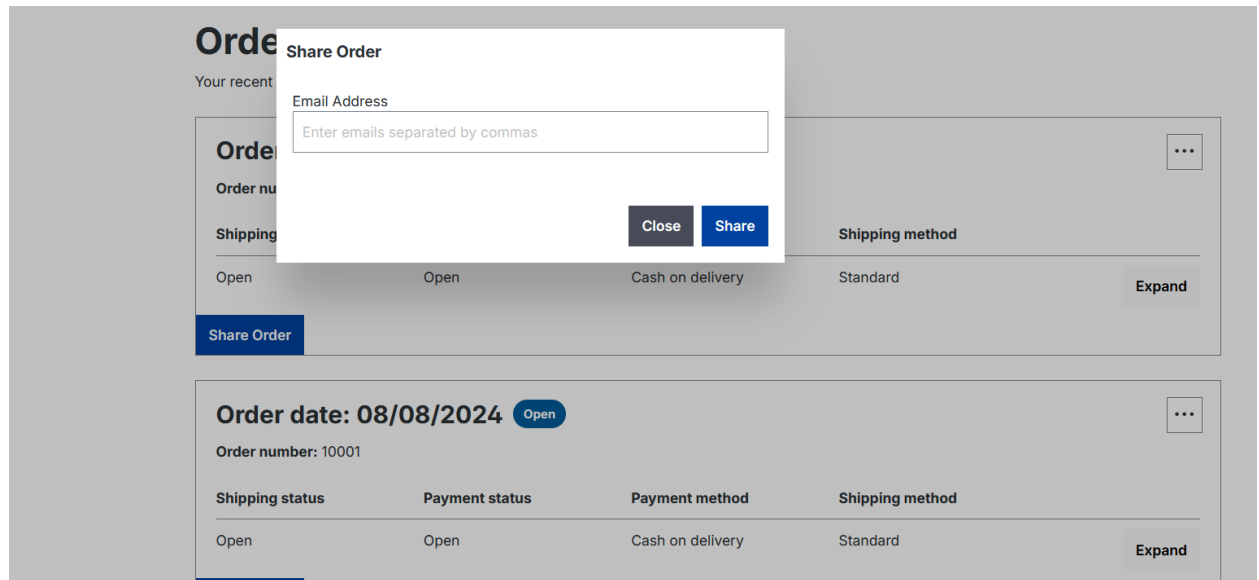 Orde
Your recent
Share Order
Email Address
Enter emails separated by commas
Close Share
Order
Order nu
Shipping Shipping method
Open Open Cash on delivery Standard
Expand
Share Order
Order date: 08/08/2024 Open
Order number: 10001
Shipping status Payment status Payment method Shipping method
Open Open Cash on delivery Standard
Expand